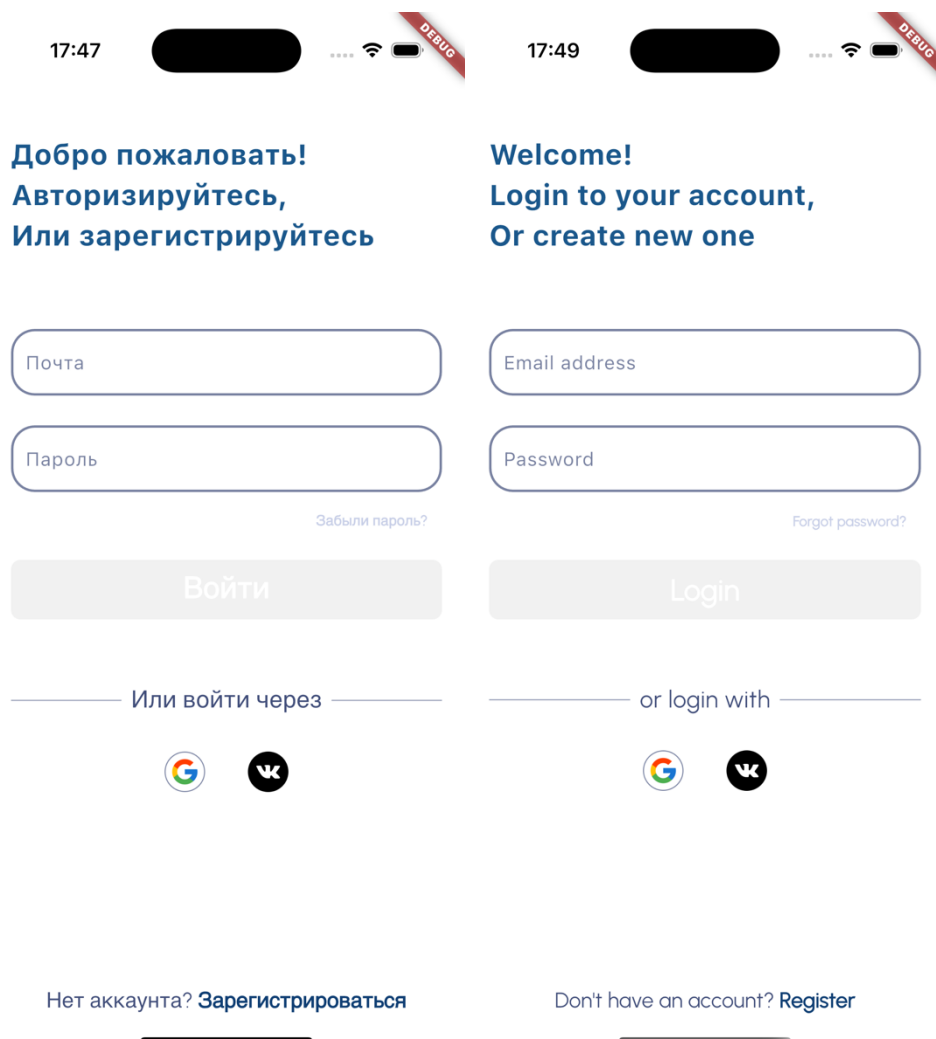 17:47
DEBUG
Добро пожаловать!
Авторизируйтесь,
Или зарегистрируйтесь
Почта
Пароль
Забыли пароль?
Войти
Или войти через
Нет аккаунта? Зарегистрироваться
17:49
DEBUG
Welcome!
Login to your account,
Or create new one
Email address
Password
Forgot password?
Login
or login with
Don't have an account? Register